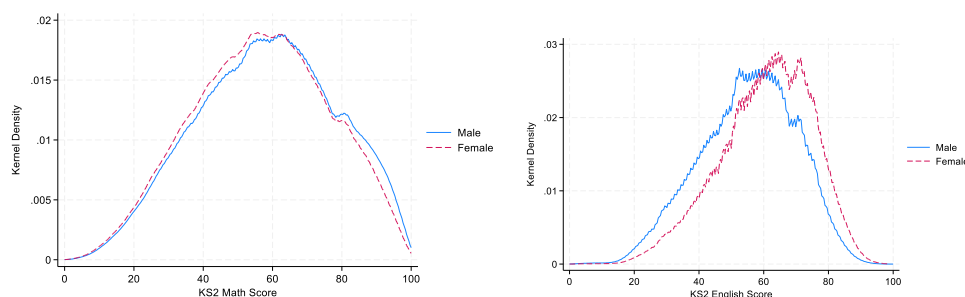 .02
.015
.01
.005
0
Kernel Density
0 20 40 60 80 100
KS2 Math Score
Male
Female
.03
.02
.01
0
Kernel Density
0 20 40 60 80 100
KS2 English Score
Male
Female